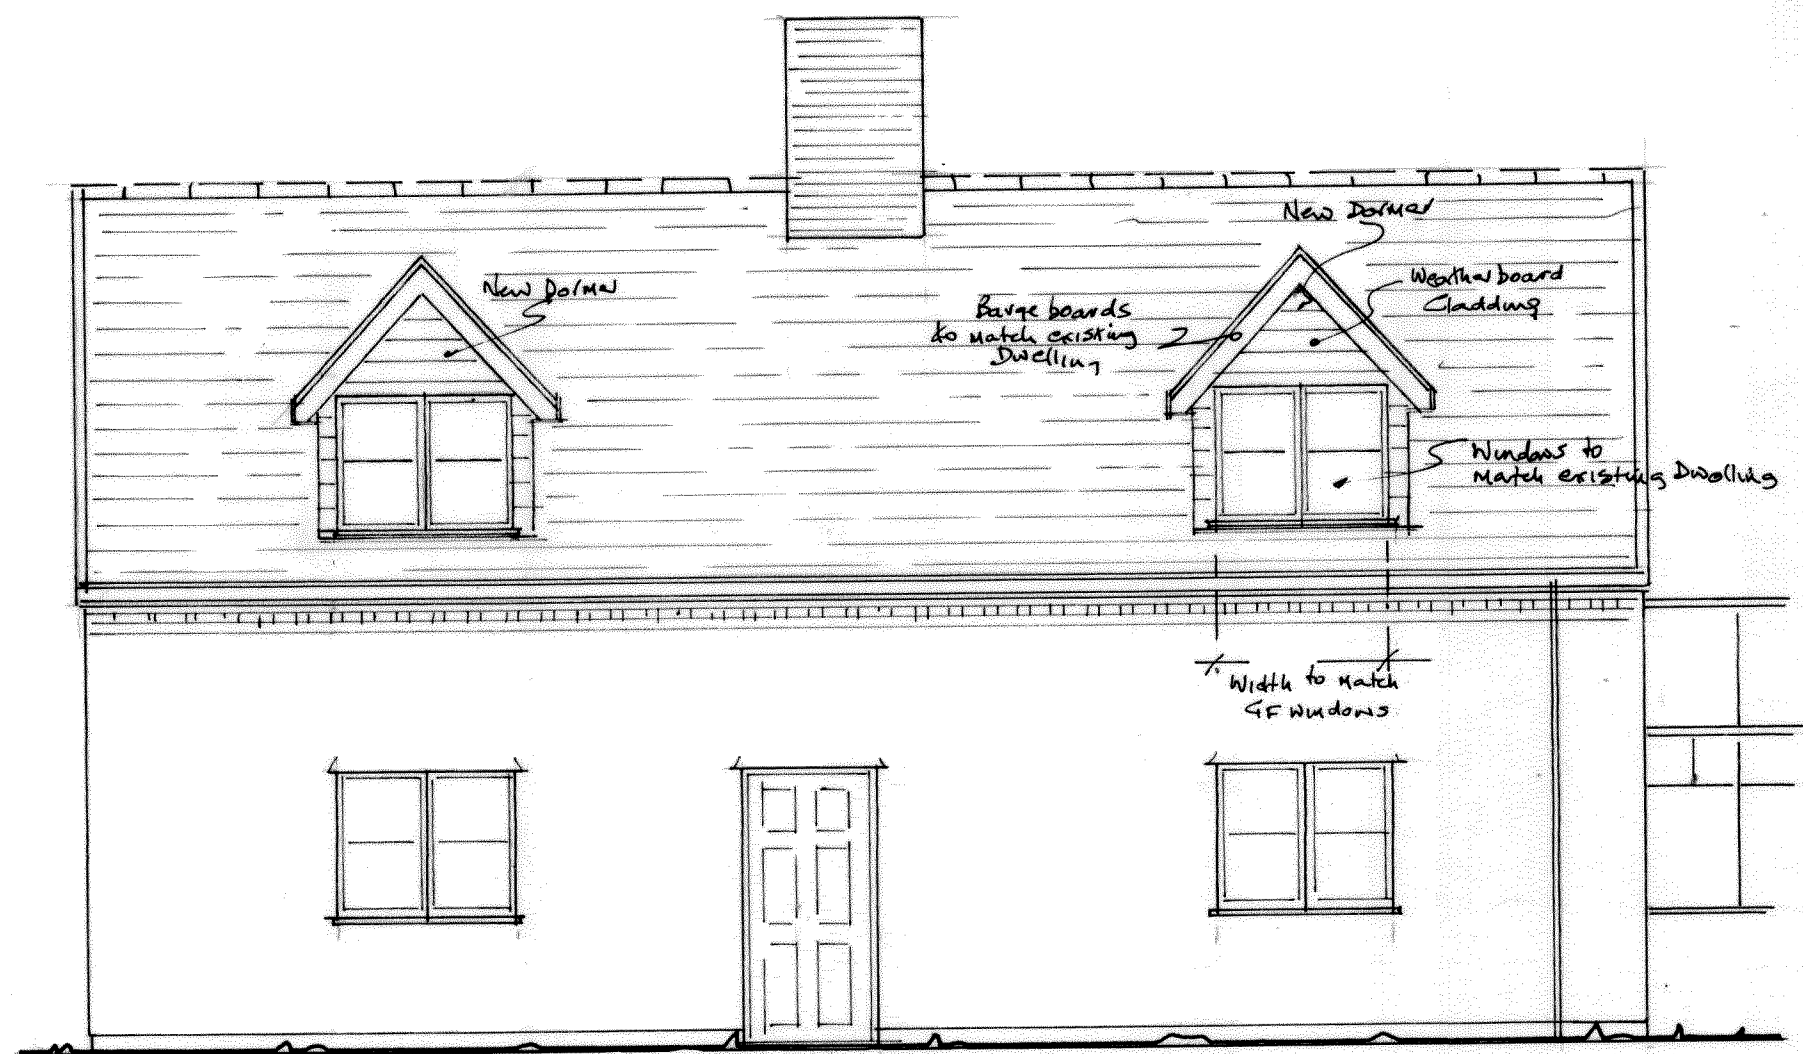 New Dormer
New Dormer
Weatherboard
Cladding
Barge boards
to match existing
Dwelling
Windows to
match existing Dwelling
Width to match
GF windows